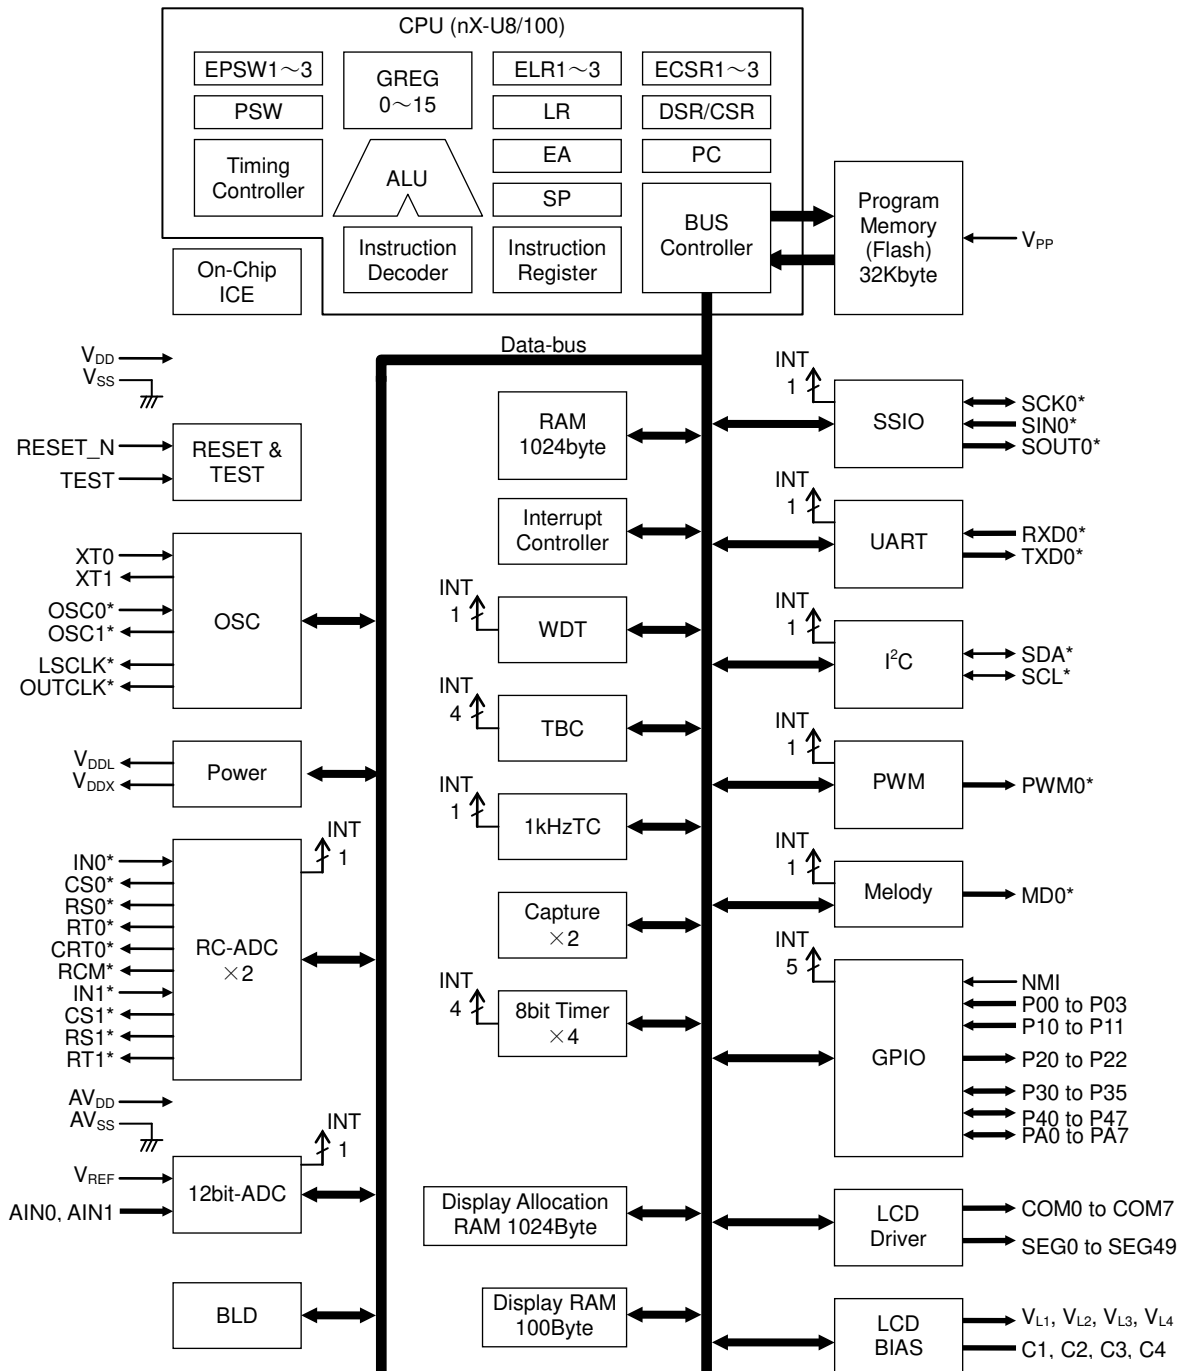 CPU (nX-U8/100)
EPSW1～3
GREG
0～15
ELR1～3
ECSR1～3
PSW
LR
DSR/CSR
Timing
Controller
ALU
EA
PC
SP
BUS
Controller
Instruction
Decoder
Instruction
Register
On-Chip
ICE
Program
Memory
(Flash)
32Kbyte
VPP
Data-bus
VDD
VSS
RESET_N
TEST
RESET &
TEST
XT0
XT1
OSC0*
OSC1*
LSCLK*
OUTCLK*
OSC
VDDL
VDDX
Power
IN0*
CS0*
RS0*
RT0*
CRT0*
RCM*
IN1*
CS1*
RS1*
RT1*
RC-ADC
×2
INT
1
AVDD
AVSS
VREF
AIN0, AIN1
12bit-ADC
INT
1
BLD
RAM
1024byte
Interrupt
Controller
INT
1
WDT
INT
4
TBC
INT
1
1kHzTC
Capture
×2
INT
4
8bit Timer
×4
Display Allocation
RAM 1024Byte
Display RAM
100Byte
INT
1
SSIO
SCK0*
SIN0*
SOUT0*
INT
1
UART
RXD0*
TXD0*
INT
1
I²C
SDA*
SCL*
INT
1
PWM
PWM0*
INT
1
Melody
MD0*
INT
5
GPIO
NMI
P00 to P03
P10 to P11
P20 to P22
P30 to P35
P40 to P47
PA0 to PA7
LCD
Driver
COM0 to COM7
SEG0 to SEG49
LCD
BIAS
VL1, VL2, VL3, VL4
C1, C2, C3, C4